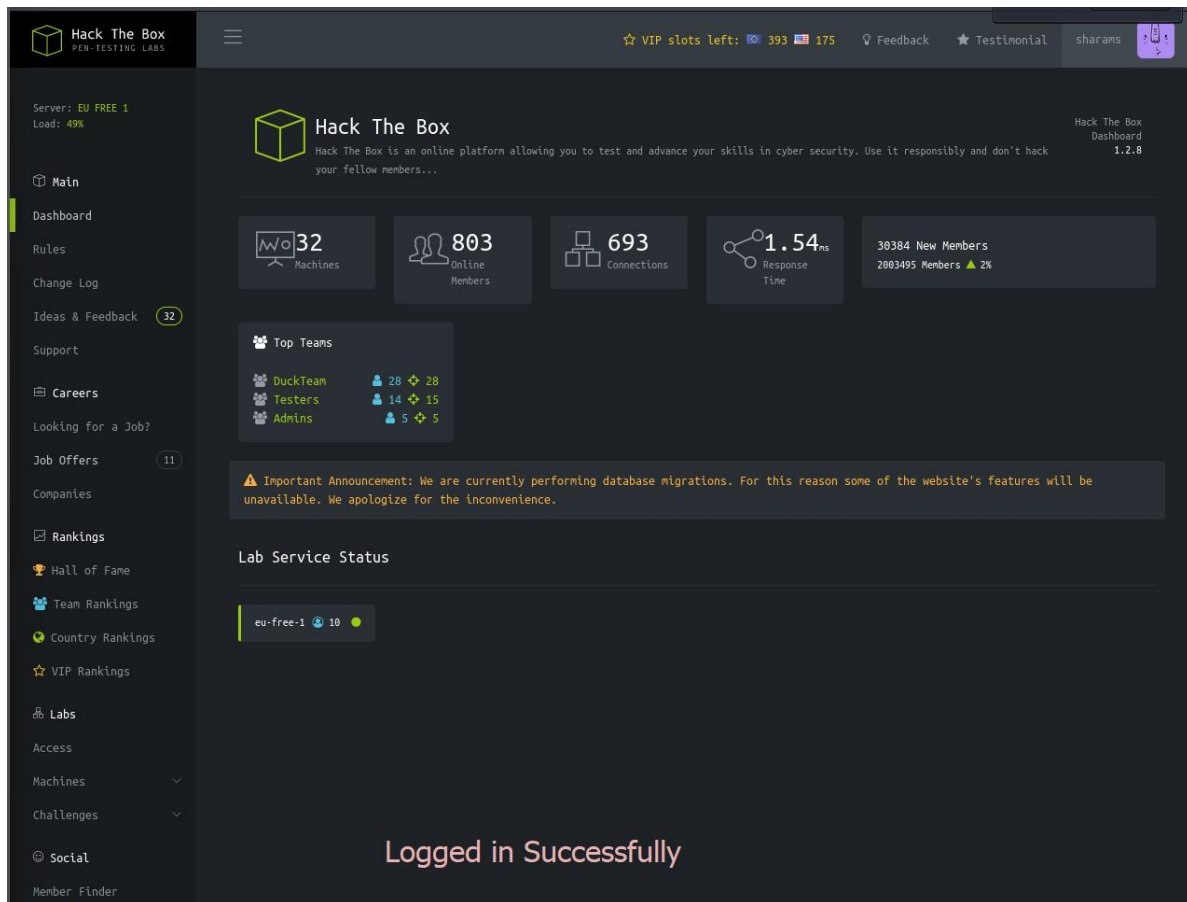 Hack The Box
PEN-TESTING LABS
VIP slots left: 393 175
Feedback
Testimonial
sharams
Server: EU FREE 1
Load: 49%
Main
Dashboard
Rules
Change Log
Ideas & Feedback 32
Support
Careers
Looking for a Job?
Job Offers 11
Companies
Rankings
Hall of Fame
Team Rankings
Country Rankings
VIP Rankings
Labs
Access
Machines
Challenges
Social
Member Finder
Hack The Box
Hack The Box is an online platform allowing you to test and advance your skills in cyber security. Use it responsibly and don't hack
your fellow members...
Hack The Box
Dashboard
1.2.8
32
Machines
803
Online
Members
693
Connections
1.54ms
Response
Time
30384 New Members
2003495 Members ▲ 2%
Top Teams
DuckTeam 28 28
Testers 14 15
Admins 5 5
Important Announcement: We are currently performing database migrations. For this reason some of the website's features will be
unavailable. We apologize for the inconvenience.
Lab Service Status
eu-free-1 10
Logged in Successfully